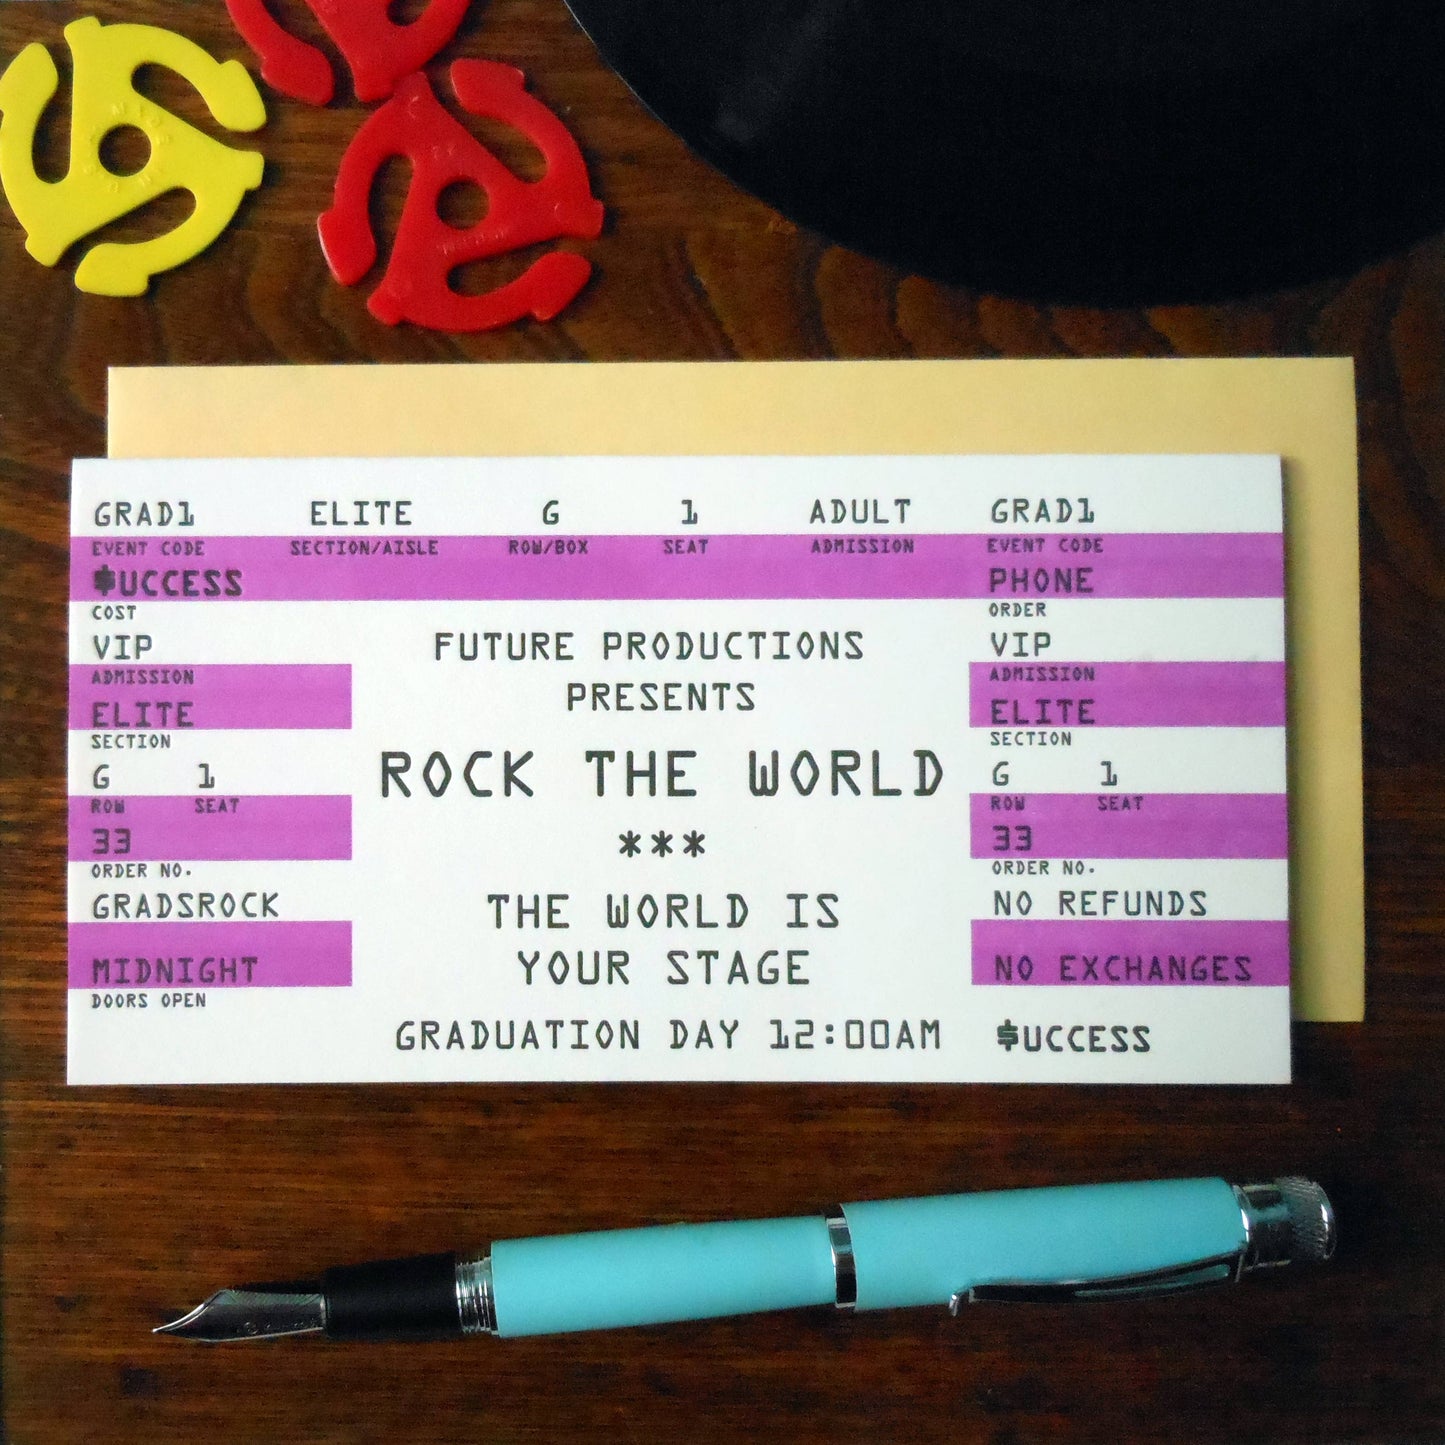 GRAD1 ELITE G 1 ADULT GRAD1
EVENT CODE SECTION/AISLE ROW/BOX SEAT ADMISSION EVENT CODE
$UCCESS
COST
VIP
ADMISSION
ELITE
SECTION
G 1
ROW SEAT
33
ORDER NO.
GRADSROCK
MIDNIGHT
DOORS OPEN
FUTURE PRODUCTIONS
PRESENTS
ROCK THE WORLD
***
THE WORLD IS
YOUR STAGE
GRADUATION DAY 12:00AM
PHONE
ORDER
VIP
ADMISSION
ELITE
SECTION
G 1
ROW SEAT
33
ORDER NO.
NO REFUNDS
NO EXCHANGES
$UCCESS